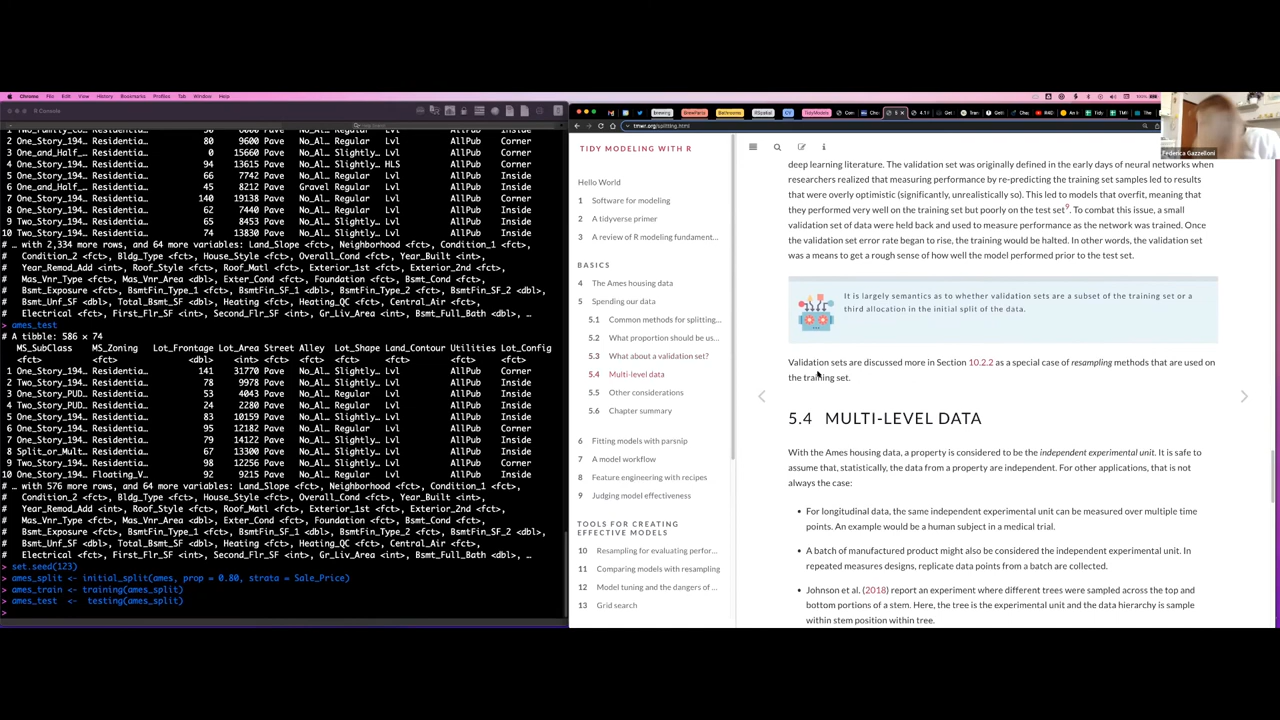 Chrome File Edit View History Bookmarks Profiles Tab Window Help
R Console
1 Two_Family_Co… Residentia…
2 One_Story_194… Residentia… 80 9600 Pave No_Al… Regular Lvl AllPub Inside
3 One_and_Half_… Residentia… 0 15660 Pave No_Al… Regular Lvl AllPub Corner
4 One_Story_194… Residentia… 94 13615 Pave No_Al… Slightly… HLS AllPub Corner
5 One_Story_194… Residentia… 66 7742 Pave No_Al… Regular Lvl AllPub Inside
6 One_and_Half_… Residentia… 45 8212 Pave Gravel Regular Lvl AllPub Inside
7 One_Story_194… Residentia… 140 19138 Pave No_Al… Regular Lvl AllPub Corner
8 One_Story_194… Residentia… 62 7440 Pave No_Al… Regular Lvl AllPub Inside
9 Two_Story_194… Residentia… 65 8453 Pave No_Al… Slightly… Lvl AllPub Inside
10 Two_Story_194… Residentia… 74 13830 Pave No_Al… Slightly… Lvl AllPub Inside
# … with 2,334 more rows, and 64 more variables: Land_Slope <fct>, Neighborhood <fct>, Condition_1 <fct>,
# Condition_2 <fct>, Bldg_Type <fct>, House_Style <fct>, Overall_Cond <fct>, Year_Built <int>,
# Year_Remod_Add <int>, Roof_Style <fct>, Roof_Matl <fct>, Exterior_1st <fct>, Exterior_2nd <fct>,
# Mas_Vnr_Type <fct>, Mas_Vnr_Area <dbl>, Exter_Cond <fct>, Foundation <fct>, Bsmt_Cond <fct>,
# Bsmt_Exposure <fct>, BsmtFin_Type_1 <fct>, BsmtFin_SF_1 <dbl>, BsmtFin_Type_2 <fct>, BsmtFin_SF_2 <dbl>,
# Bsmt_Unf_SF <dbl>, Total_Bsmt_SF <dbl>, Heating <fct>, Heating_QC <fct>, Central_Air <fct>,
# Electrical <fct>, First_Flr_SF <int>, Second_Flr_SF <int>, Gr_Liv_Area <int>, Bsmt_Full_Bath <dbl>, …
> ames_test
# A tibble: 586 x 74
MS_SubClass MS_Zoning Lot_Frontage Lot_Area Street Alley Lot_Shape Land_Contour Utilities Lot_Config
<fct> <fct> <dbl> <int> <fct> <fct> <fct> <fct> <fct> <fct>
1 One_Story_194… Residentia… 141 31770 Pave No_Al… Slightly… Lvl AllPub Corner
2 Two_Story_194… Residentia… 78 9978 Pave No_Al… Slightly… Lvl AllPub Inside
3 One_Story_PUD… Residentia… 53 4043 Pave No_Al… Regular Lvl AllPub Inside
4 Two_Story_PUD… Residentia… 24 2280 Pave No_Al… Regular Lvl AllPub Inside
5 One_Story_194… Residentia… 83 10159 Pave No_Al… Slightly… Lvl AllPub Inside
6 One_Story_194… Residentia… 95 12182 Pave No_Al… Regular Lvl AllPub Corner
7 One_Story_194… Residentia… 79 14122 Pave No_Al… Slightly… Lvl AllPub Inside
8 Split_or_Mult… Residentia… 67 13300 Pave No_Al… Slightly… Lvl AllPub Inside
9 Two_Story_194… Residentia… 98 12256 Pave No_Al… Slightly… Lvl AllPub Corner
10 One_Story_194… Floating_V… 92 9215 Pave No_Al… Regular Lvl AllPub Inside
# … with 576 more rows, and 64 more variables: Land_Slope <fct>, Neighborhood <fct>, Condition_1 <fct>,
# Condition_2 <fct>, Bldg_Type <fct>, House_Style <fct>, Overall_Cond <fct>, Year_Built <int>,
# Year_Remod_Add <int>, Roof_Style <fct>, Roof_Matl <fct>, Exterior_1st <fct>, Exterior_2nd <fct>,
# Mas_Vnr_Type <fct>, Mas_Vnr_Area <dbl>, Exter_Cond <fct>, Foundation <fct>, Bsmt_Cond <fct>,
# Bsmt_Exposure <fct>, BsmtFin_Type_1 <fct>, BsmtFin_SF_1 <dbl>, BsmtFin_Type_2 <fct>, BsmtFin_SF_2 <dbl>,
# Bsmt_Unf_SF <dbl>, Total_Bsmt_SF <dbl>, Heating <fct>, Heating_QC <fct>, Central_Air <fct>,
# Electrical <fct>, First_Flr_SF <int>, Second_Flr_SF <int>, Gr_Liv_Area <int>, Bsmt_Full_Bath <dbl>, …
> set.seed(123)
> ames_split <- initial_split(ames, prop = 0.80, strata = Sale_Price)
> ames_train <- training(ames_split)
> ames_test <- testing(ames_split)
>
brewing Bathrooms RSpatial CV TidyModels
tmwr.org/splitting.html
Federica Gazzelloni
TIDY MODELING WITH R
Hello World
1 Software for modeling
2 A tidyverse primer
3 A review of R modeling fundament…
BASICS
4 The Ames housing data
5 Spending our data
5.1 Common methods for splitting…
5.2 What proportion should be us…
5.3 What about a validation set?
5.4 Multi-level data
5.5 Other considerations
5.6 Chapter summary
6 Fitting models with parsnip
7 A model workflow
8 Feature engineering with recipes
9 Judging model effectiveness
TOOLS FOR CREATING
EFFECTIVE MODELS
10 Resampling for evaluating perfor…
11 Comparing models with resampling
12 Model tuning and the dangers of …
13 Grid search
deep learning literature. The validation set was originally defined in the early days of neural networks when
researchers realized that measuring performance by re-predicting the training set samples led to results
that were overly optimistic (significantly, unrealistically so). This led to models that overfit, meaning that
they performed very well on the training set but poorly on the test set9. To combat this issue, a small
validation set of data were held back and used to measure performance as the network was trained. Once
the validation set error rate began to rise, the training would be halted. In other words, the validation set
was a means to get a rough sense of how well the model performed prior to the test set.
It is largely semantics as to whether validation sets are a subset of the training set or a
third allocation in the initial split of the data.
Validation sets are discussed more in Section 10.2.2 as a special case of resampling methods that are used on
the training set.
5.4 MULTI-LEVEL DATA
With the Ames housing data, a property is considered to be the independent experimental unit. It is safe to
assume that, statistically, the data from a property are independent. For other applications, that is not
always the case:
• For longitudinal data, the same independent experimental unit can be measured over multiple time
points. An example would be a human subject in a medical trial.
• A batch of manufactured product might also be considered the independent experimental unit. In
repeated measures designs, replicate data points from a batch are collected.
• Johnson et al. (2018) report an experiment where different trees were sampled across the top and
bottom portions of a stem. Here, the tree is the experimental unit and the data hierarchy is sample
within stem position within tree.